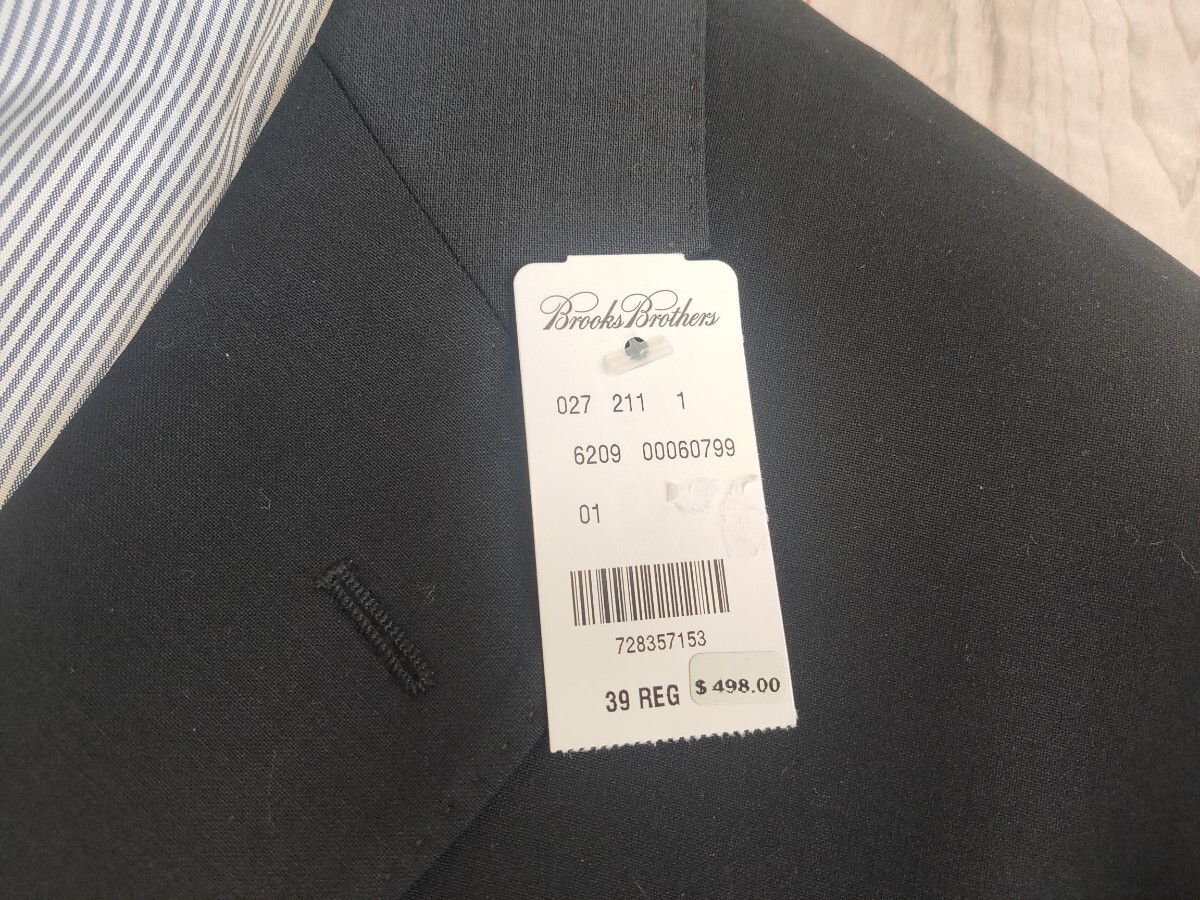 Brooks Brothers
027 211 1
6209 00060799
01
728357153
39 REG $498.00